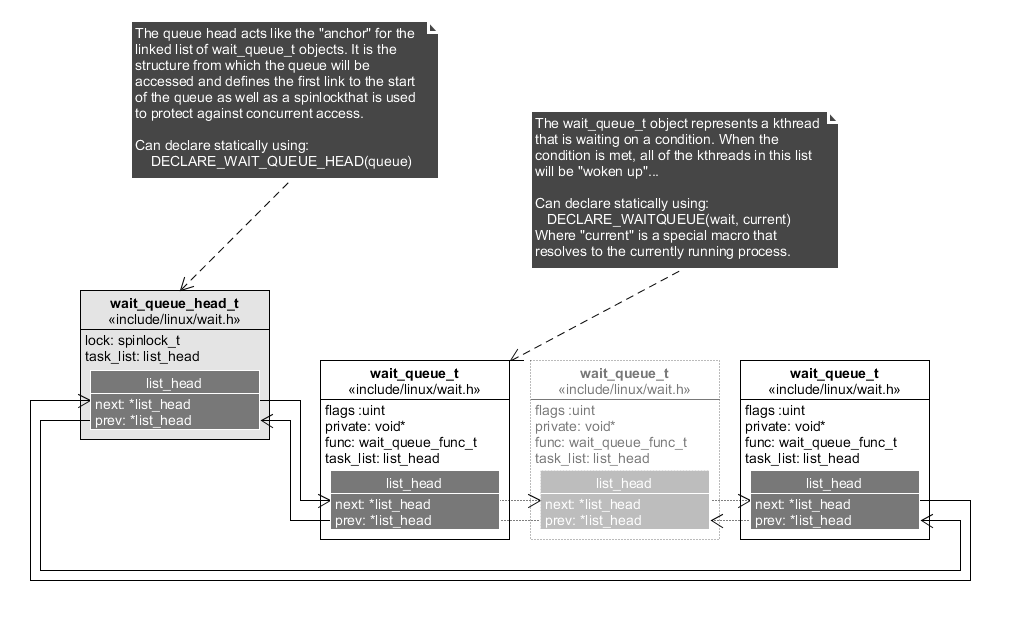 The queue head acts like the "anchor" for the
linked list of wait_queue_t objects. It is the
structure from which the queue will be
accessed and defines the first link to the start
of the queue as well as a spinlockthat is used
to protect against concurrent access.
Can declare statically using:
DECLARE_WAIT_QUEUE_HEAD(queue)
The wait_queue_t object represents a kthread
that is waiting on a condition. When the
condition is met, all of the kthreads in this list
will be "woken up"...
Can declare statically using:
DECLARE_WAITQUEUE(wait, current)
Where "current" is a special macro that
resolves to the currently running process.
wait_queue_head_t
«include/linux/wait.h»
lock: spinlock_t
task_list: list_head
list_head
next: *list_head
prev: *list_head
wait_queue_t
«include/linux/wait.h»
flags :uint
private: void*
func: wait_queue_func_t
task_list: list_head
list_head
next: *list_head
prev: *list_head
wait_queue_t
«include/linux/wait.h»
flags :uint
private: void*
func: wait_queue_func_t
task_list: list_head
list_head
next: *list_head
prev: *list_head
wait_queue_t
«include/linux/wait.h»
flags :uint
private: void*
func: wait_queue_func_t
task_list: list_head
list_head
next: *list_head
prev: *list_head